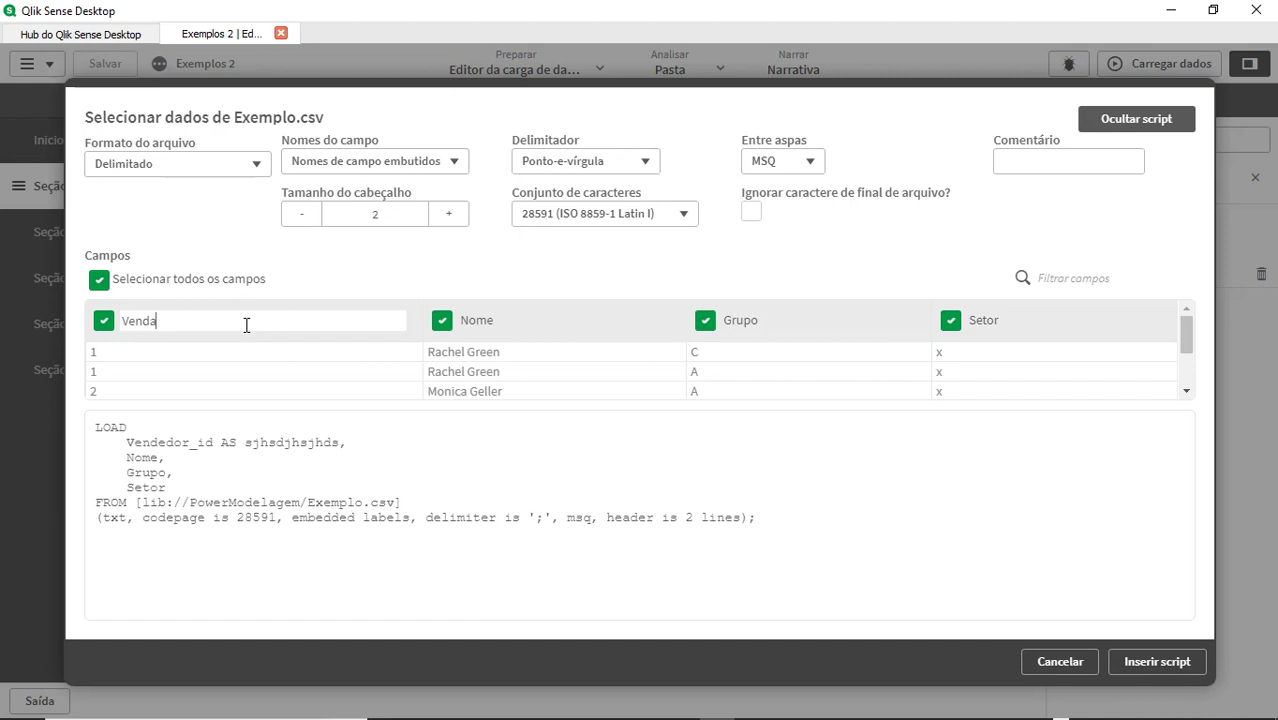 Qlik Sense Desktop
Hub do Qlik Sense Desktop
Exemplos 2 | Ed...
Salvar
Exemplos 2
Preparar
Editor da carga de da...
Analisar
Pasta
Narrar
Narrativa
Carregar dados
Selecionar dados de Exemplo.csv
Ocultar script
Formato do arquivo
Nomes do campo
Delimitador
Entre aspas
Comentário
Delimitado
Nomes de campo embutidos
Ponto-e-vírgula
MSQ
Tamanho do cabeçalho
Conjunto de caracteres
Ignorar caractere de final de arquivo?
- 2 +
28591 (ISO 8859-1 Latin I)
Campos
Selecionar todos os campos
Filtrar campos
Venda Nome Grupo Setor
1 Rachel Green C x
1 Rachel Green A x
2 Monica Geller A x
LOAD
Vendedor_id AS sjhsdjhsjhds,
Nome,
Grupo,
Setor
FROM [lib://PowerModelagem/Exemplo.csv]
(txt, codepage is 28591, embedded labels, delimiter is ';', msq, header is 2 lines);
Cancelar
Inserir script
Inicio
Seção
Seção
Seção
Seção
Seção
Saída